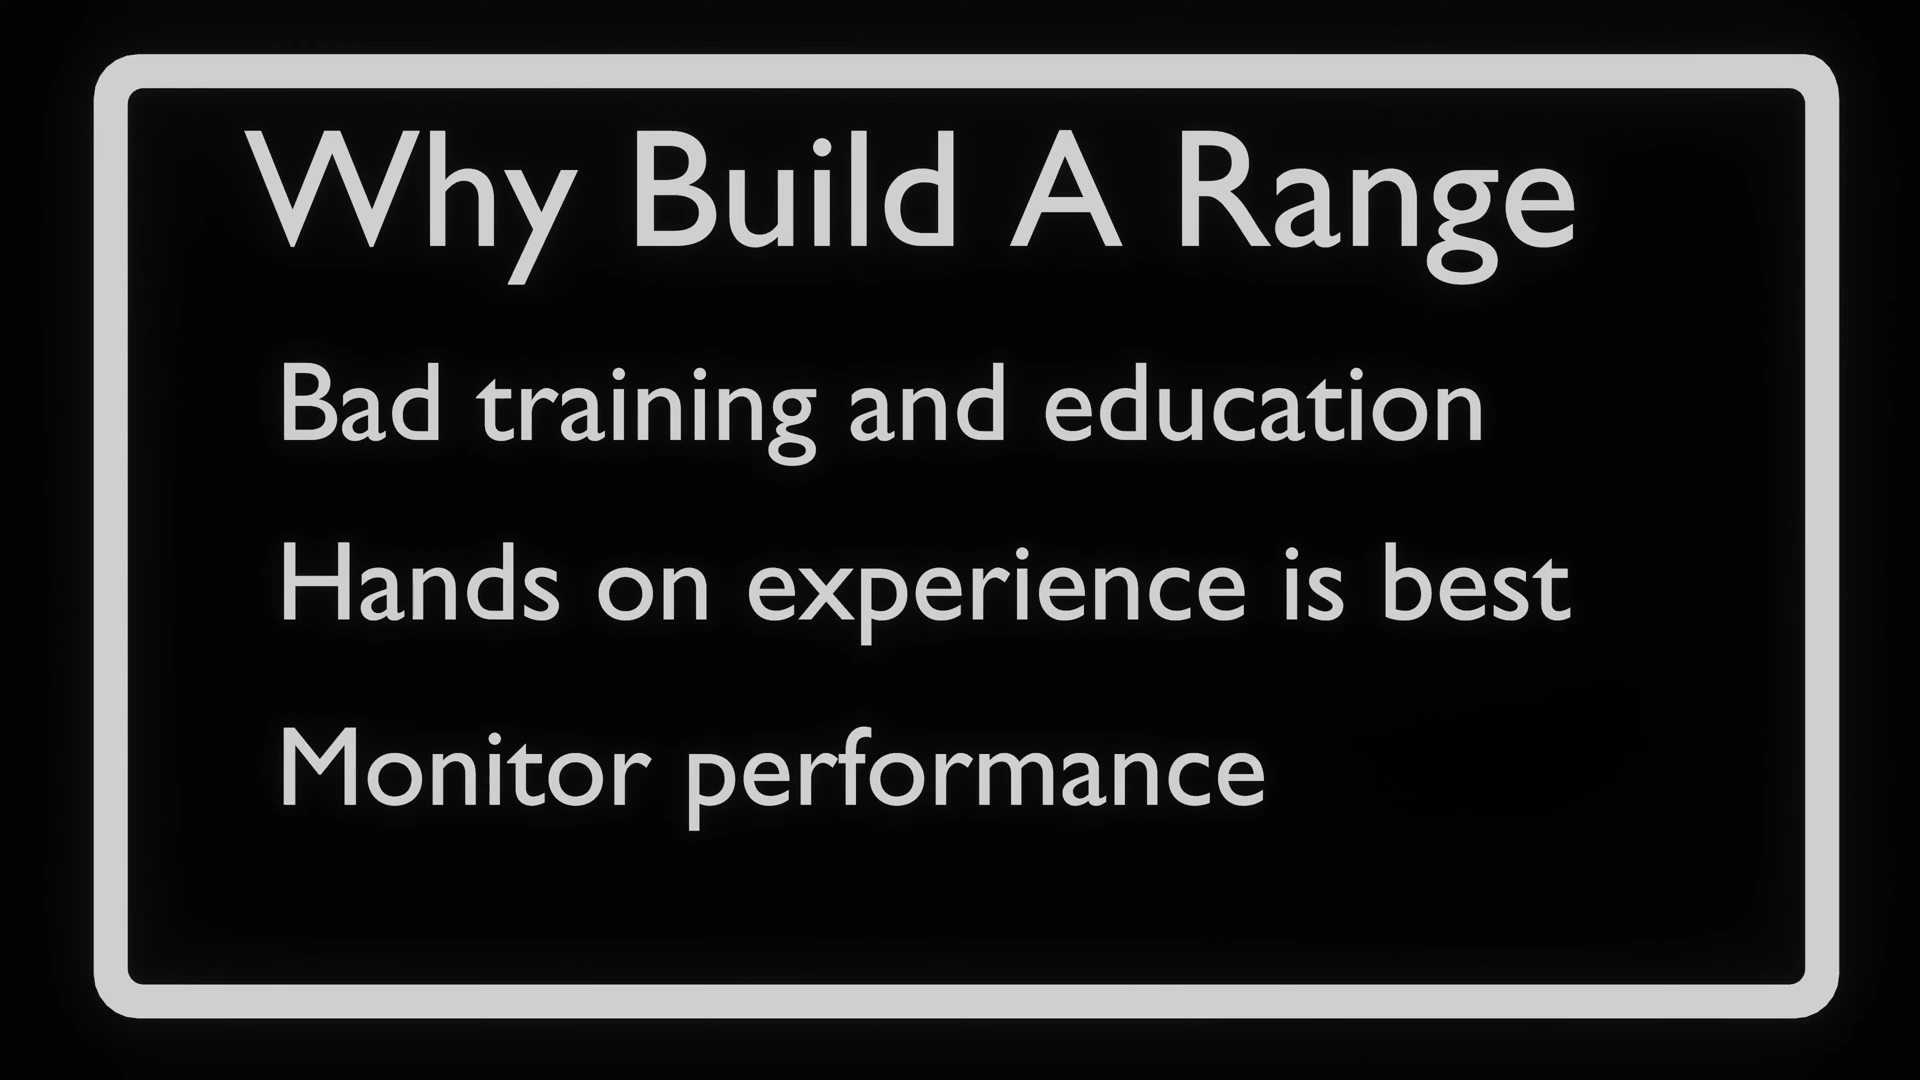 Why Build A Range
Bad training and education
Hands on experience is best
Monitor performance